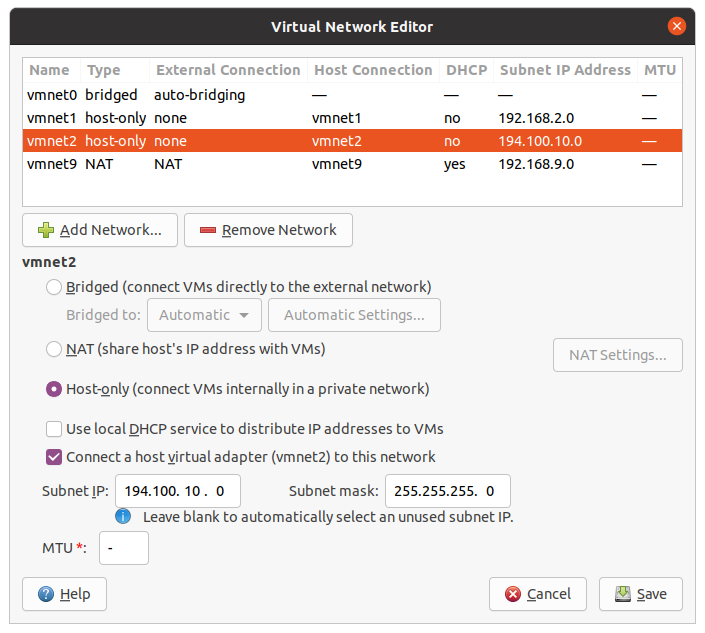 Virtual Network Editor
Name Type External Connection Host Connection DHCP Subnet IP Address MTU
vmnet0 bridged auto-bridging — — — —
vmnet1 host-only none vmnet1 no 192.168.2.0 —
vmnet2 host-only none vmnet2 no 194.100.10.0 —
vmnet9 NAT NAT vmnet9 yes 192.168.9.0 —
Add Network... Remove Network
vmnet2
Bridged (connect VMs directly to the external network)
Bridged to: Automatic Automatic Settings...
NAT (share host's IP address with VMs) NAT Settings...
Host-only (connect VMs internally in a private network)
Use local DHCP service to distribute IP addresses to VMs
Connect a host virtual adapter (vmnet2) to this network
Subnet IP: 194.100. 10 . 0 Subnet mask: 255.255.255. 0
Leave blank to automatically select an unused subnet IP.
MTU *: -
Help Cancel Save